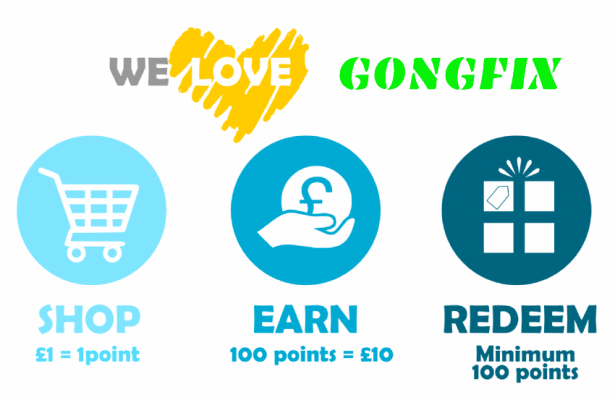 WE LOVE GONGFIX
£
SHOP
£1 = 1point
EARN
100 points = £10
REDEEM
Minimum
100 points